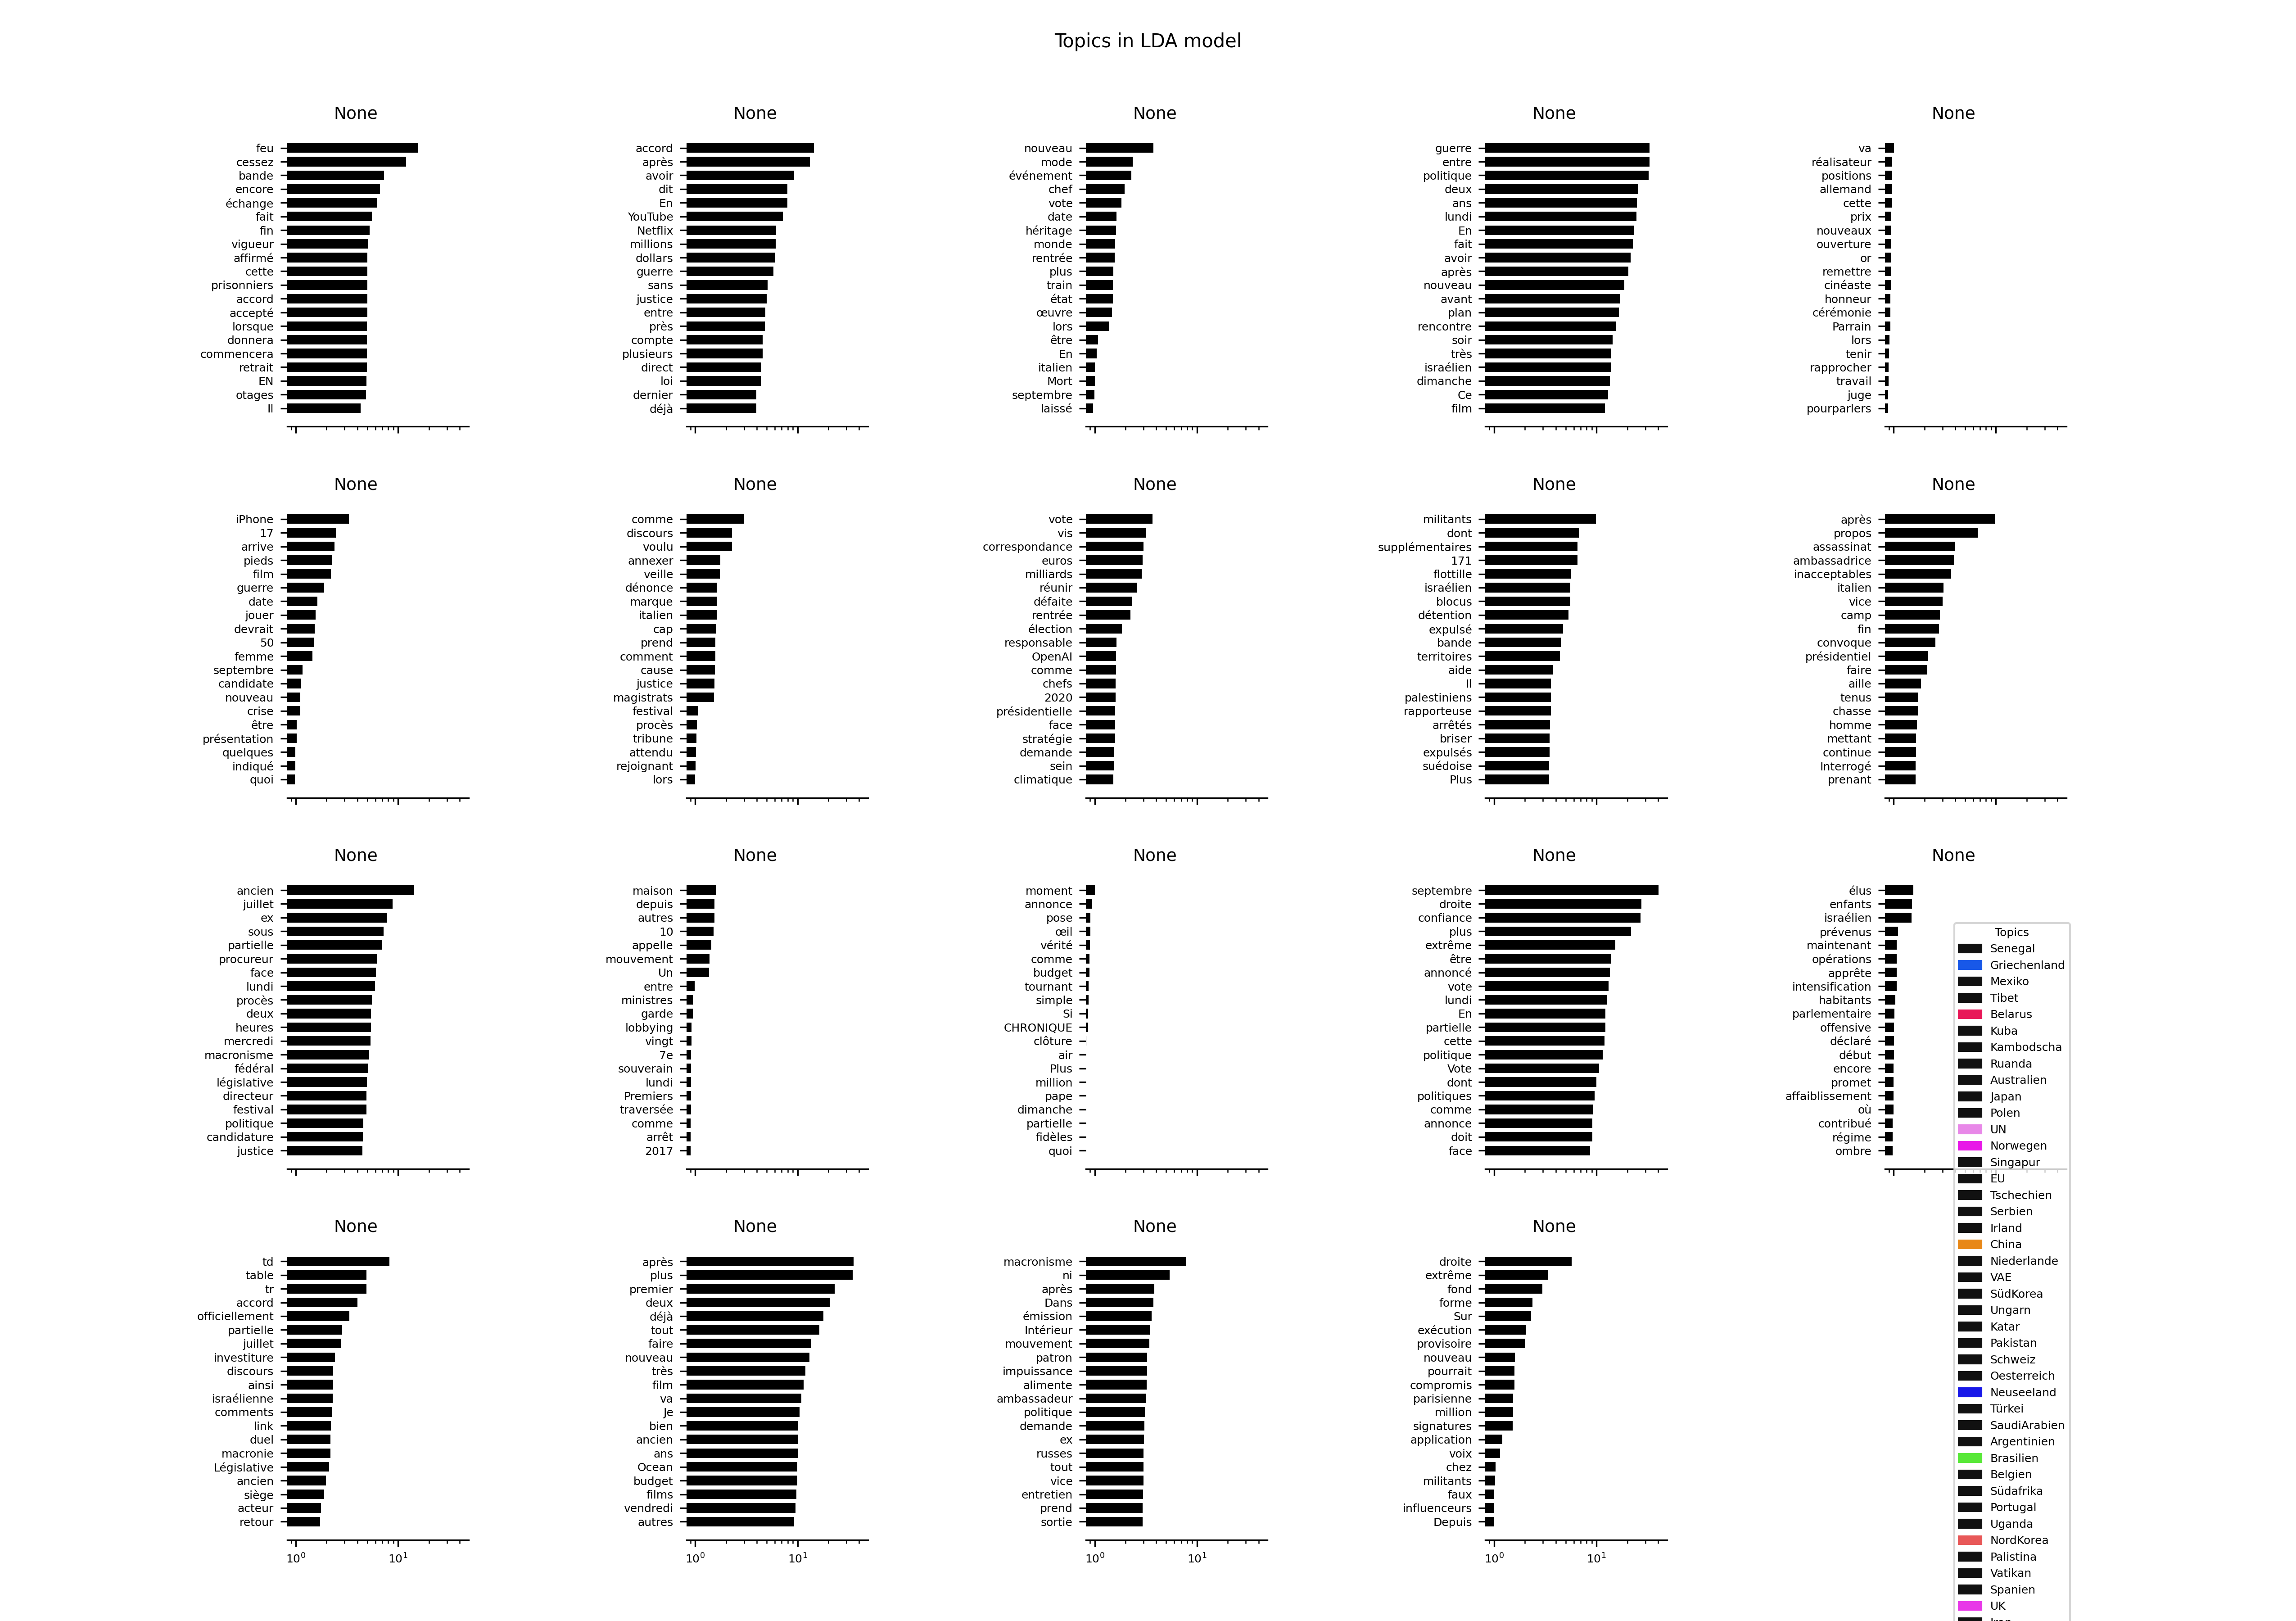 Topics in LDA model
None
feu
cessez
bande
encore
échange
fait
fin
vigueur
affirmé
cette
prisonniers
accord
accepté
lorsque
donnera
commencera
retrait
EN
otages
Il
None
accord
après
avoir
dit
En
YouTube
Netflix
millions
dollars
guerre
sans
justice
entre
près
compte
plusieurs
direct
loi
dernier
déjà
None
nouveau
mode
événement
chef
vote
date
héritage
monde
rentrée
plus
train
état
œuvre
lors
être
En
italien
Mort
septembre
laissé
None
guerre
entre
politique
deux
ans
lundi
En
fait
avoir
après
nouveau
avant
plan
rencontre
soir
très
israélien
dimanche
Ce
film
None
va
réalisateur
positions
allemand
cette
prix
nouveaux
ouverture
or
remettre
cinéaste
honneur
cérémonie
Parrain
lors
tenir
rapprocher
travail
juge
pourparlers
None
iPhone
17
arrive
pieds
film
guerre
date
jouer
devrait
50
femme
septembre
candidate
nouveau
crise
être
présentation
quelques
indiqué
quoi
None
comme
discours
voulu
annexer
veille
dénonce
marque
italien
cap
prend
comment
cause
justice
magistrats
festival
procès
tribune
attendu
rejoignant
lors
None
vote
vis
correspondance
euros
milliards
réunir
défaite
rentrée
élection
responsable
OpenAI
comme
chefs
2020
présidentielle
face
stratégie
demande
sein
climatique
None
militants
dont
supplémentaires
171
flottille
israélien
blocus
détention
expulsé
bande
territoires
aide
Il
palestiniens
rapporteuse
arrêtés
briser
expulsés
suédoise
Plus
None
après
propos
assassinat
ambassadrice
inacceptables
italien
vice
camp
fin
convoque
présidentiel
faire
aille
tenus
chasse
homme
mettant
continue
Interrogé
prenant
None
ancien
juillet
ex
sous
partielle
procureur
face
lundi
procès
deux
heures
mercredi
macronisme
fédéral
législative
directeur
festival
politique
candidature
justice
None
maison
depuis
autres
10
appelle
mouvement
Un
entre
ministres
garde
lobbying
vingt
7e
souverain
lundi
Premiers
traversée
comme
arrêt
2017
None
moment
annonce
pose
œil
vérité
comme
budget
tournant
simple
Si
CHRONIQUE
clôture
air
Plus
million
pape
dimanche
partielle
fidèles
quoi
None
septembre
droite
confiance
plus
extrême
être
annoncé
vote
lundi
En
partielle
cette
politique
Vote
dont
politiques
comme
annonce
doit
face
None
élus
enfants
israélien
prévenus
maintenant
opérations
apprête
intensification
habitants
parlementaire
offensive
déclaré
début
encore
promet
affaiblissement
où
contribué
régime
ombre
None
td
table
tr
accord
officiellement
partielle
juillet
investiture
discours
ainsi
israélienne
comments
link
duel
macronie
Législative
ancien
siège
acteur
retour
10^0 10^1
None
après
plus
premier
deux
déjà
tout
faire
nouveau
très
film
va
Je
bien
ancien
ans
Ocean
budget
films
vendredi
autres
10^0 10^1
None
macronisme
ni
après
Dans
émission
Intérieur
mouvement
patron
impuissance
alimente
ambassadeur
politique
demande
ex
russes
tout
vice
entretien
prend
sortie
10^0 10^1
None
droite
extrême
fond
forme
Sur
exécution
provisoire
nouveau
pourrait
compromis
parisienne
million
signatures
application
voix
chez
militants
faux
influenceurs
Depuis
10^0 10^1
Topics
Senegal
Griechenland
Mexiko
Tibet
Belarus
Kuba
Kambodscha
Ruanda
Australien
Japan
Polen
UN
Norwegen
Singapur
EU
Tschechien
Serbien
Irland
China
Niederlande
VAE
SüdKorea
Ungarn
Katar
Pakistan
Schweiz
Oesterreich
Neuseeland
Türkei
SaudiArabien
Argentinien
Brasilien
Belgien
Südafrika
Portugal
Uganda
NordKorea
Palistina
Vatikan
Spanien
UK